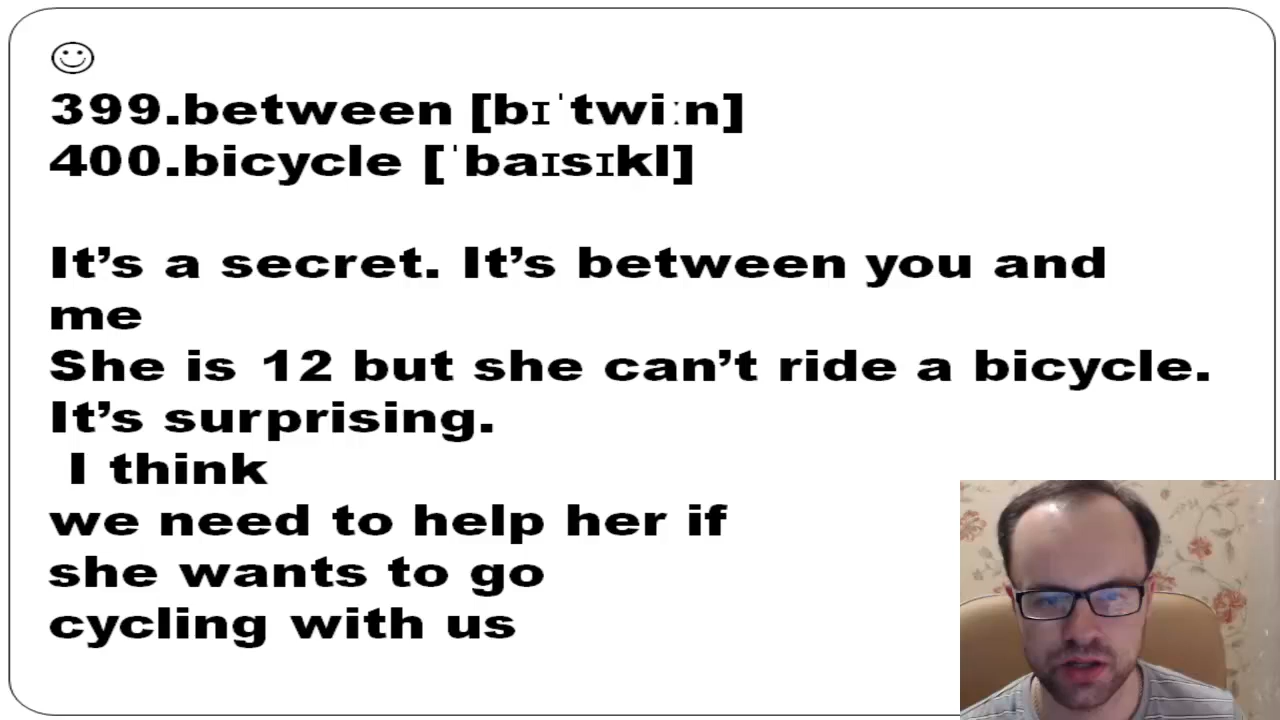 399.between [bɪˈtwiːn]
400.bicycle [ˈbaɪsɪkl]
It’s a secret. It’s between you and
me
She is 12 but she can’t ride a bicycle.
It’s surprising.
I think
we need to help her if
she wants to go
cycling with us